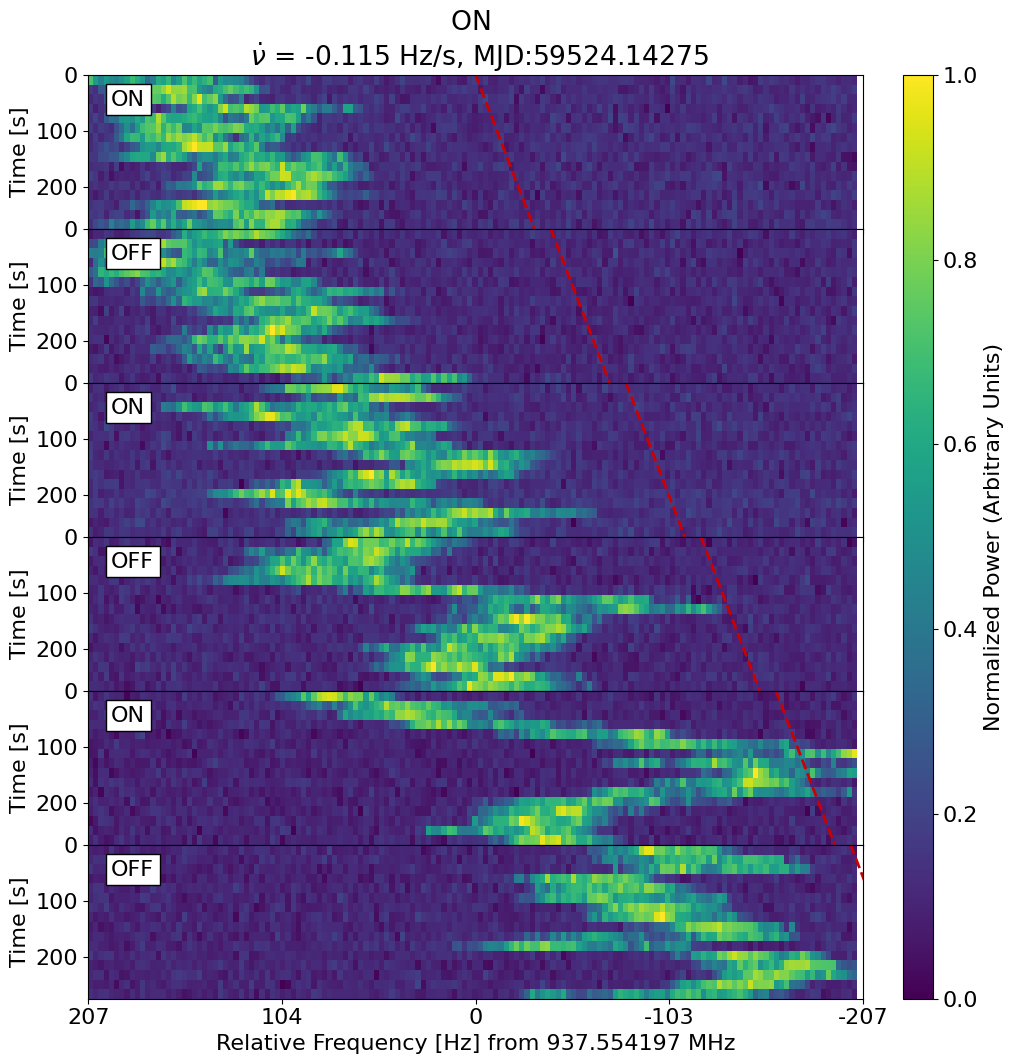 ON
ν̇ = -0.115 Hz/s, MJD:59524.14275
0
ON
100
200
Time [s]
0
OFF
100
200
Time [s]
0
ON
100
200
Time [s]
0
OFF
100
200
Time [s]
0
ON
100
200
Time [s]
0
OFF
100
200
Time [s]
207 104 0 -103 -207
Relative Frequency [Hz] from 937.554197 MHz
1.0
0.8
0.6
0.4
0.2
0.0
Normalized Power (Arbitrary Units)